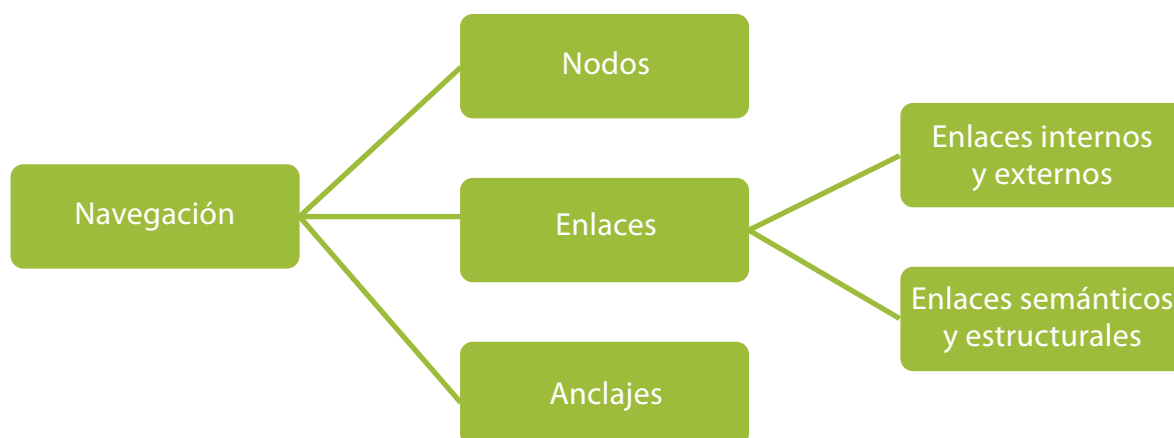 Navegación
Nodos
Enlaces
Anclajes
Enlaces internos
y externos
Enlaces semánticos
y estructurales